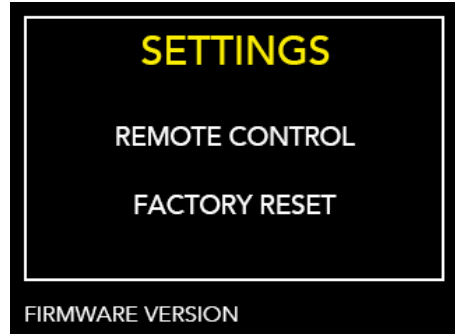 SETTINGS
REMOTE CONTROL
FACTORY RESET
FIRMWARE VERSION